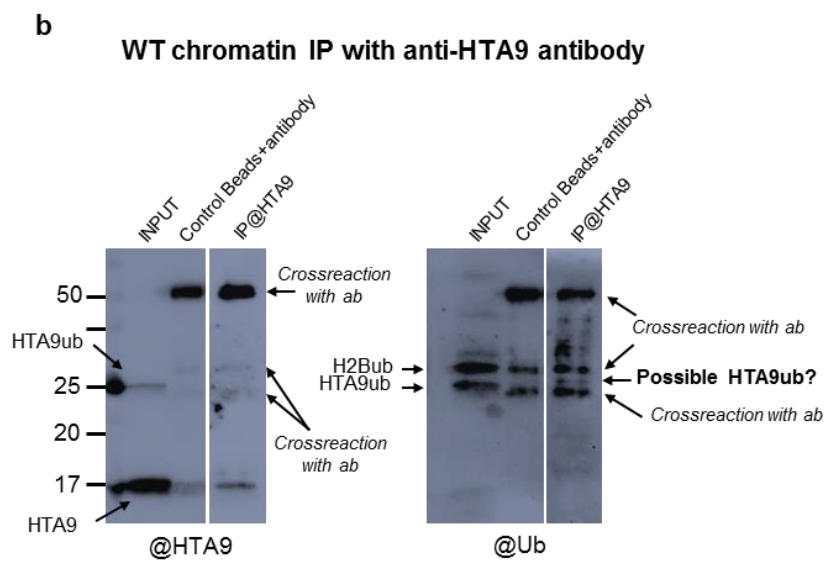 b
WT chromatin IP with anti-HTA9 antibody
INPUT
Control Beads+antibody
IP@HTA9
INPUT
Control Beads+antibody
IP@HTA9
50
HTA9ub
25
20
17
HTA9
Crossreaction
with ab
Crossreaction
with ab
@HTA9
H2Bub
HTA9ub
Crossreaction with ab
Possible HTA9ub?
Crossreaction with ab
@Ub